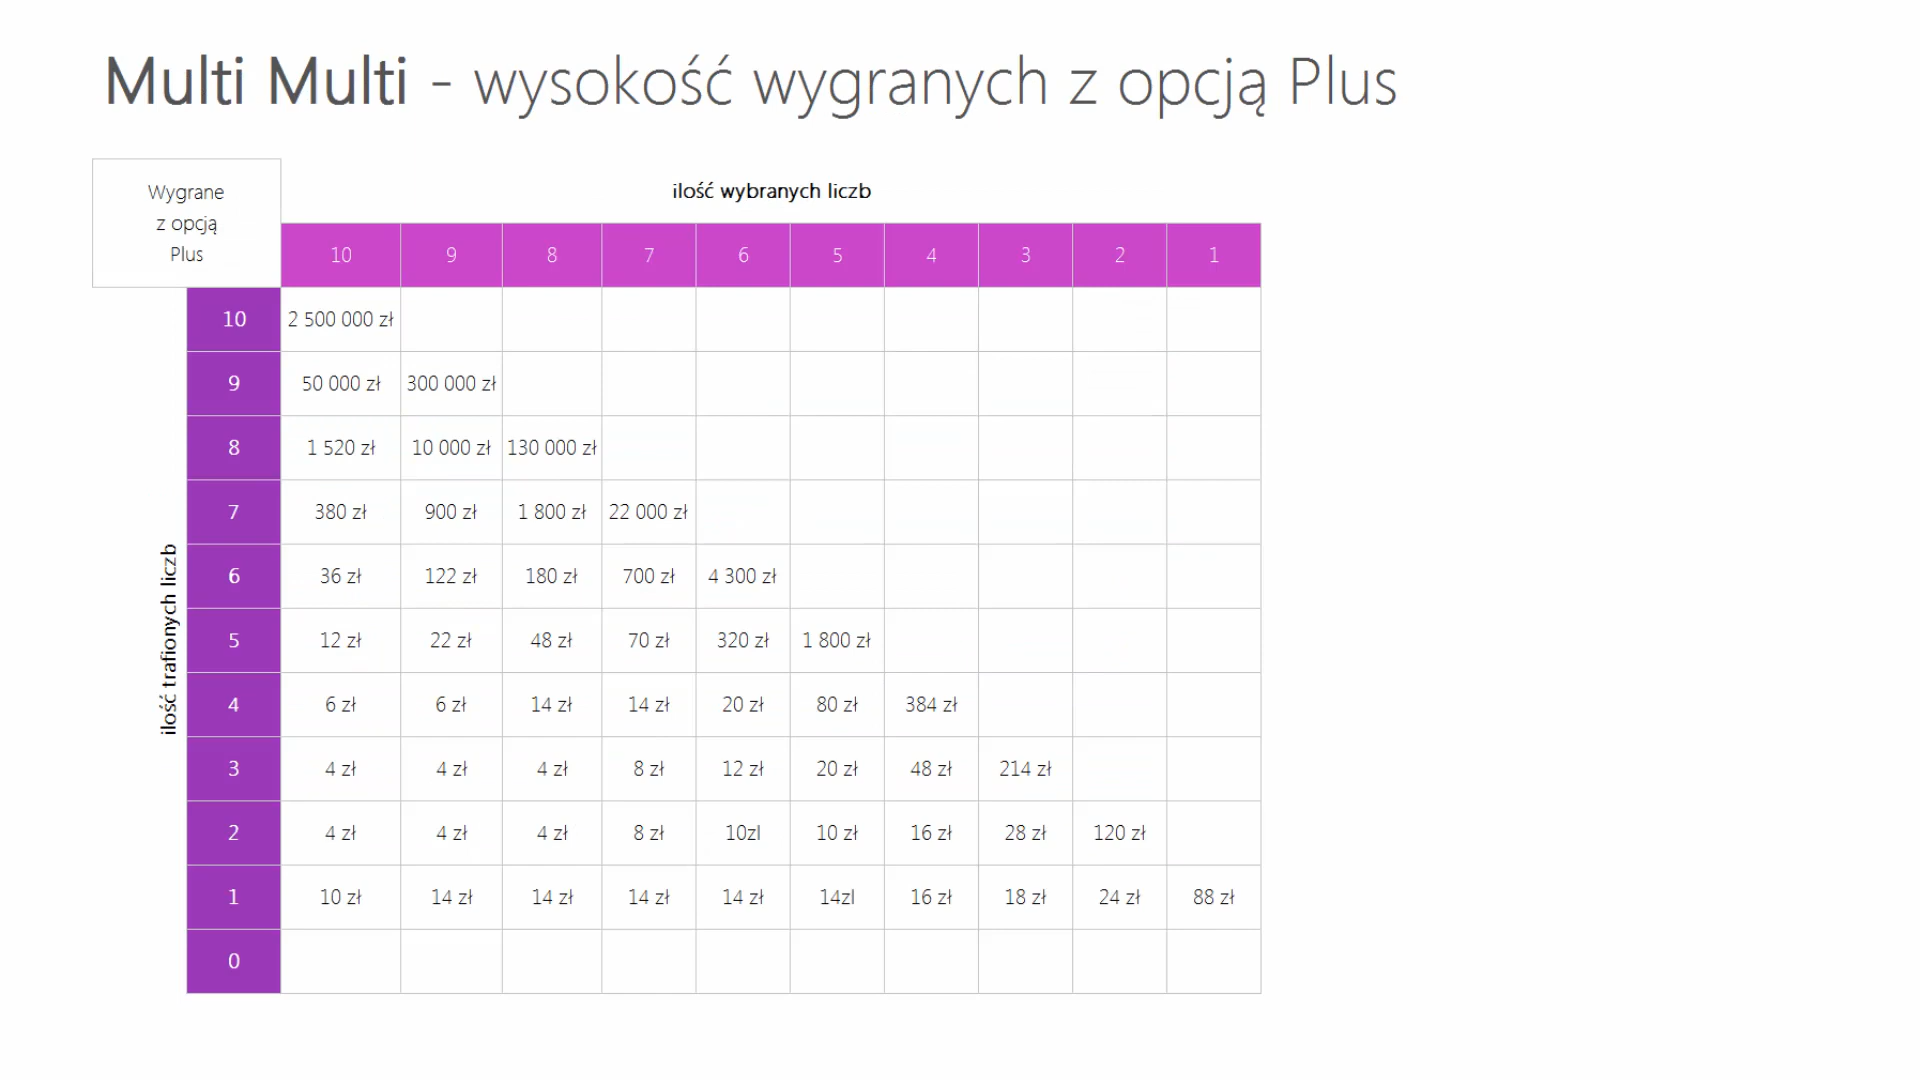 Multi Multi - wysokość wygranych z opcją Plus
Wygrane
z opcją
Plus
ilość wybranych liczb
10 9 8 7 6 5 4 3 2 1
ilość trafionych liczb
10 2 500 000 zł
9 50 000 zł 300 000 zł
8 1 520 zł 10 000 zł 130 000 zł
7 380 zł 900 zł 1 800 zł 22 000 zł
6 36 zł 122 zł 180 zł 700 zł 4 300 zł
5 12 zł 22 zł 48 zł 70 zł 320 zł 1 800 zł
4 6 zł 6 zł 14 zł 14 zł 20 zł 80 zł 384 zł
3 4 zł 4 zł 4 zł 8 zł 12 zł 20 zł 48 zł 214 zł
2 4 zł 4 zł 4 zł 8 zł 10zl 10 zł 16 zł 28 zł 120 zł
1 10 zł 14 zł 14 zł 14 zł 14 zł 14zl 16 zł 18 zł 24 zł 88 zł
0